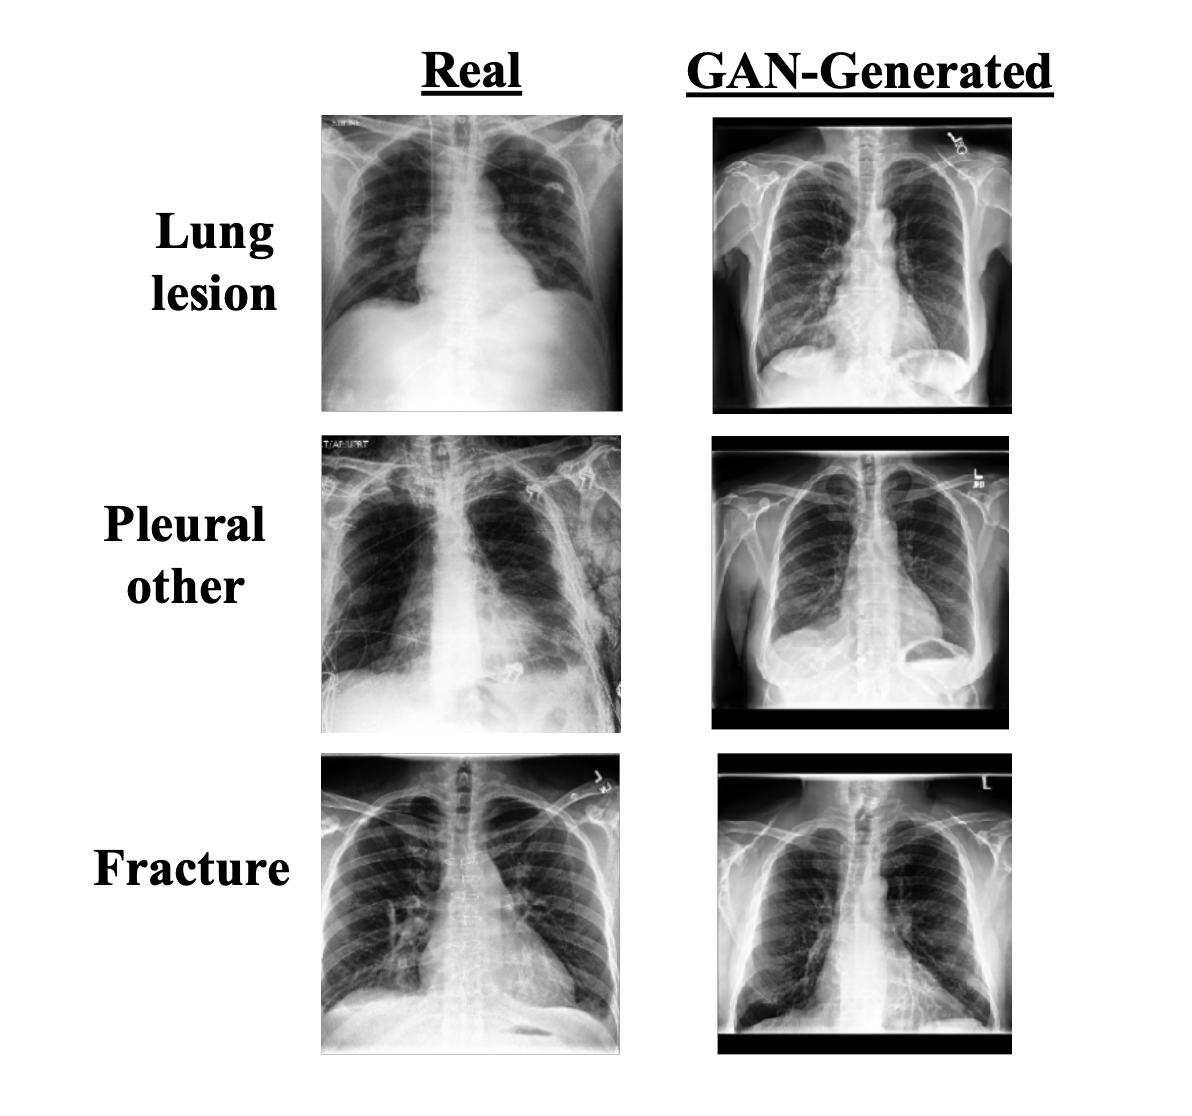 Real
GAN-Generated
Lung
lesion
Pleural
other
Fracture
L
L